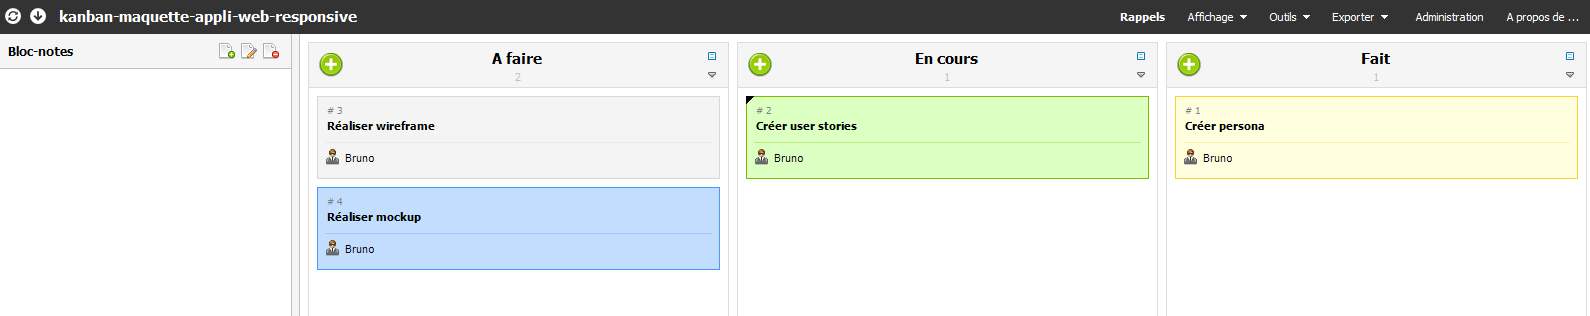 kanban-maquette-appli-web-responsive
Rappels
Affichage
Outils
Exporter
Administration
A propos de ...
Bloc-notes
A faire
2
# 3
Réaliser wireframe
Bruno
# 4
Réaliser mockup
Bruno
En cours
1
# 2
Créer user stories
Bruno
Fait
1
# 1
Créer persona
Bruno